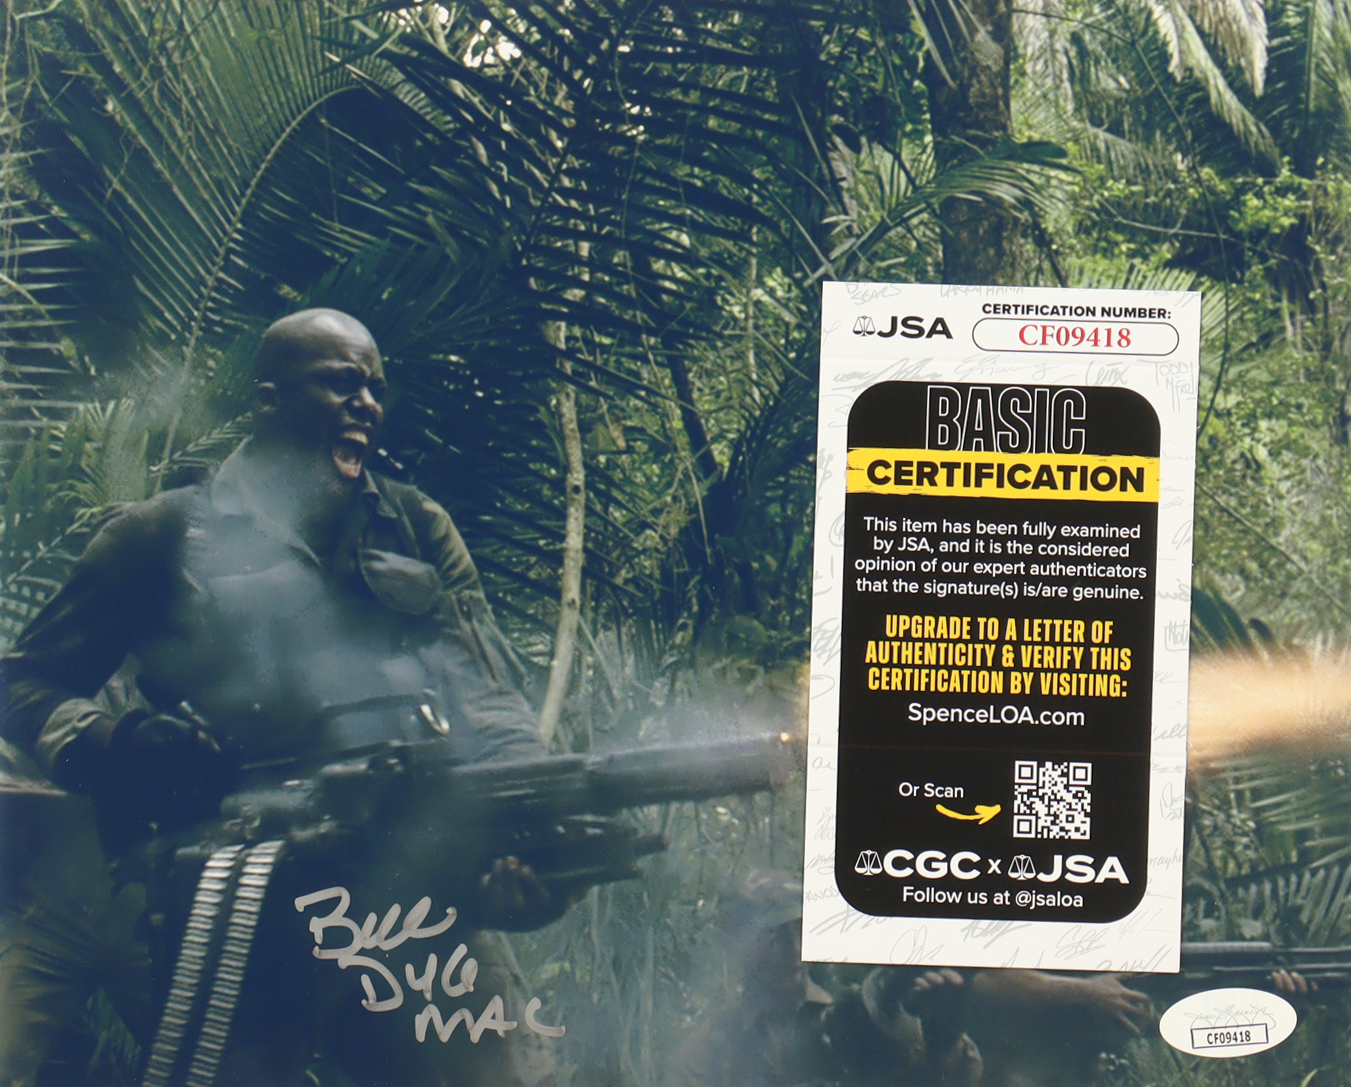 JSA
CERTIFICATION NUMBER:
CF09418
BASIC
CERTIFICATION
This item has been fully examined
by JSA, and it is the considered
opinion of our expert authenticators
that the signature(s) is/are genuine.
UPGRADE TO A LETTER OF
AUTHENTICITY & VERIFY THIS
CERTIFICATION BY VISITING:
SpenceLOA.com
Or Scan
CGC x JSA
Follow us at @jsaloa
Bill
Duke
MAC
CF09418